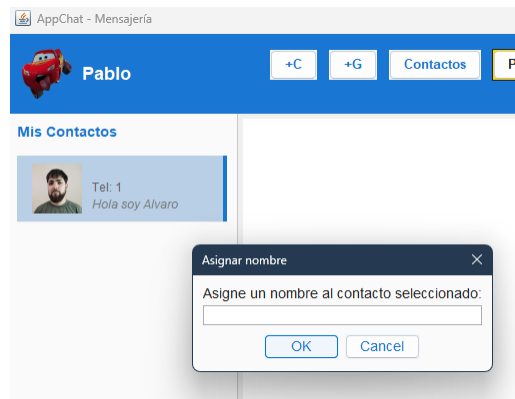 AppChat - Mensajería
Pablo
+C
+G
Contactos
P
Mis Contactos
Tel: 1
Hola soy Alvaro
Asignar nombre
Asigne un nombre al contacto seleccionado:
OK
Cancel